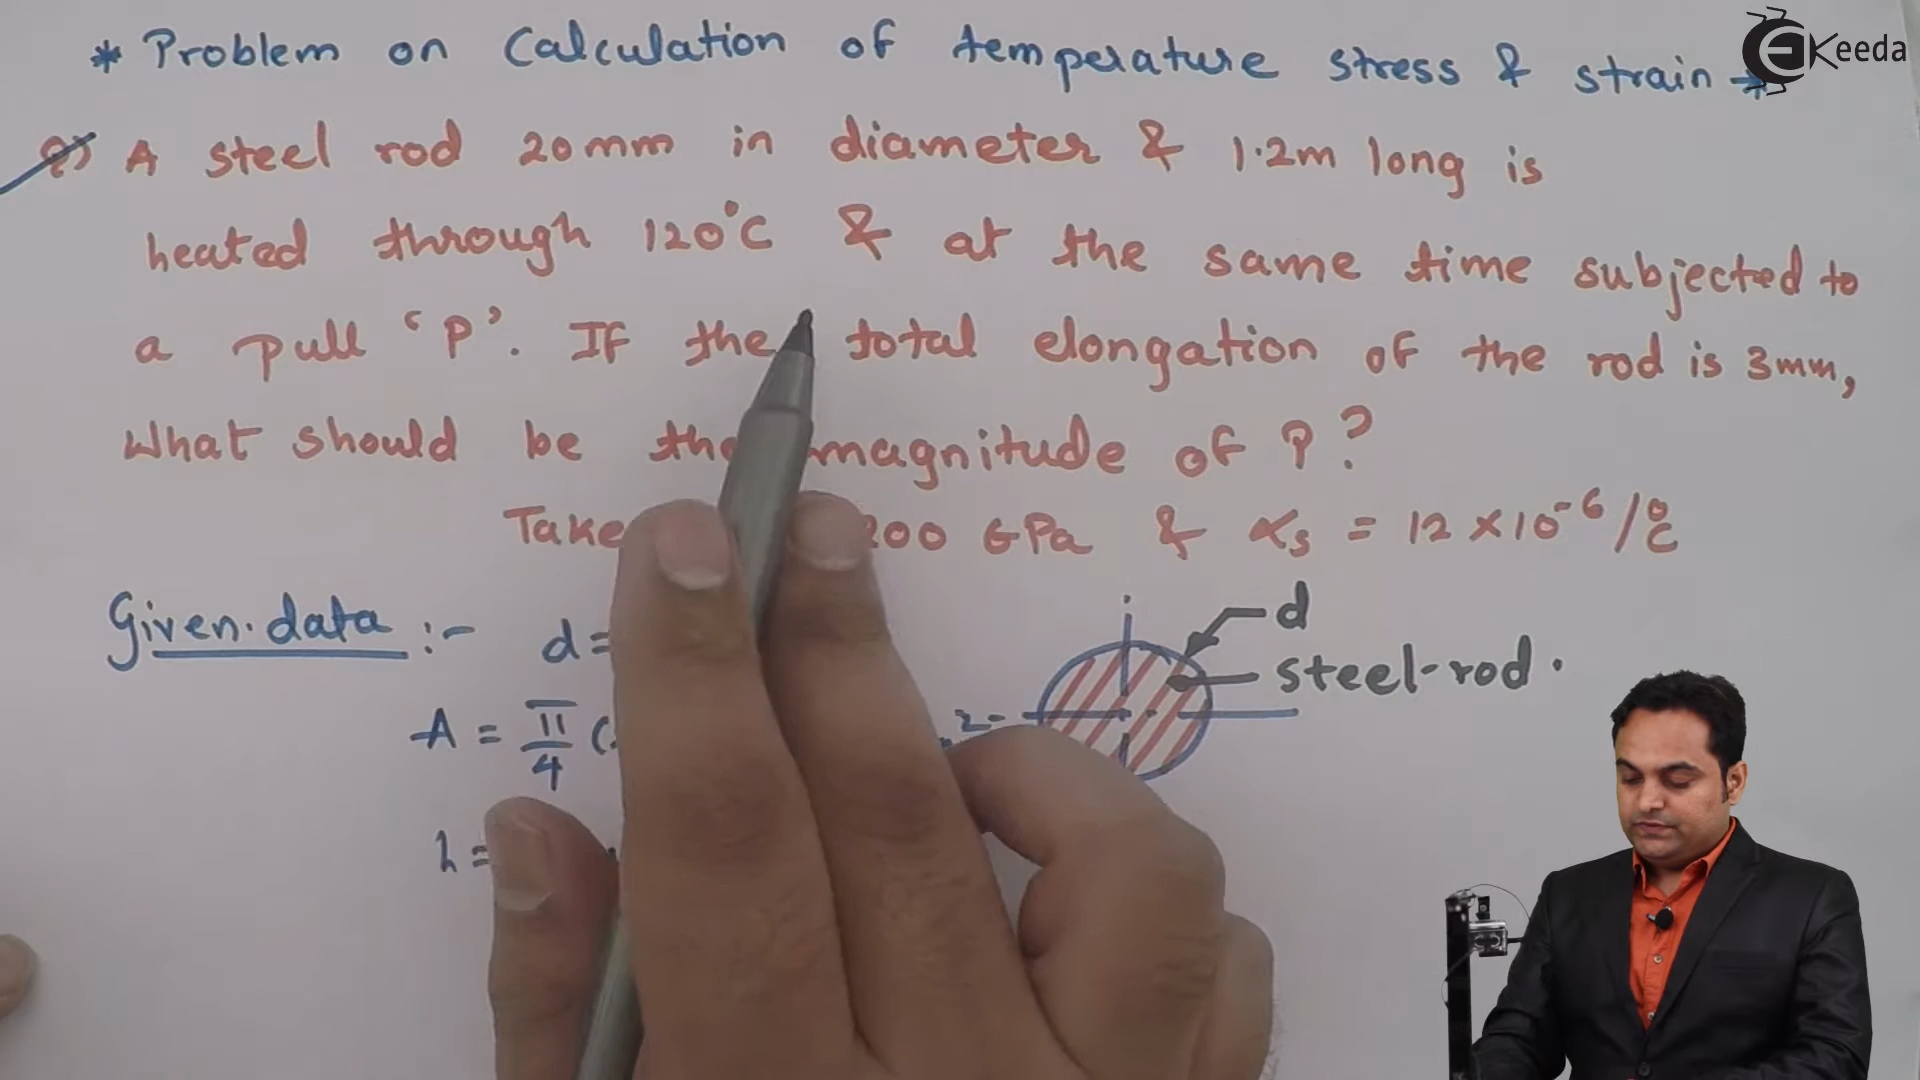 * Problem on Calculation of temperature stress & strain *
EKeeda
Q) A steel rod 20mm in diameter & 1.2m long is
heated through 120°C & at the same time subjected to
a pull 'P'. If the total elongation of the rod is 3mm,
What should be the magnitude of P?
Take 200 GPa & αs = 12 × 10⁻⁶ /°C
Given data :- d=
d
steel-rod.
A = π/4 (
h=